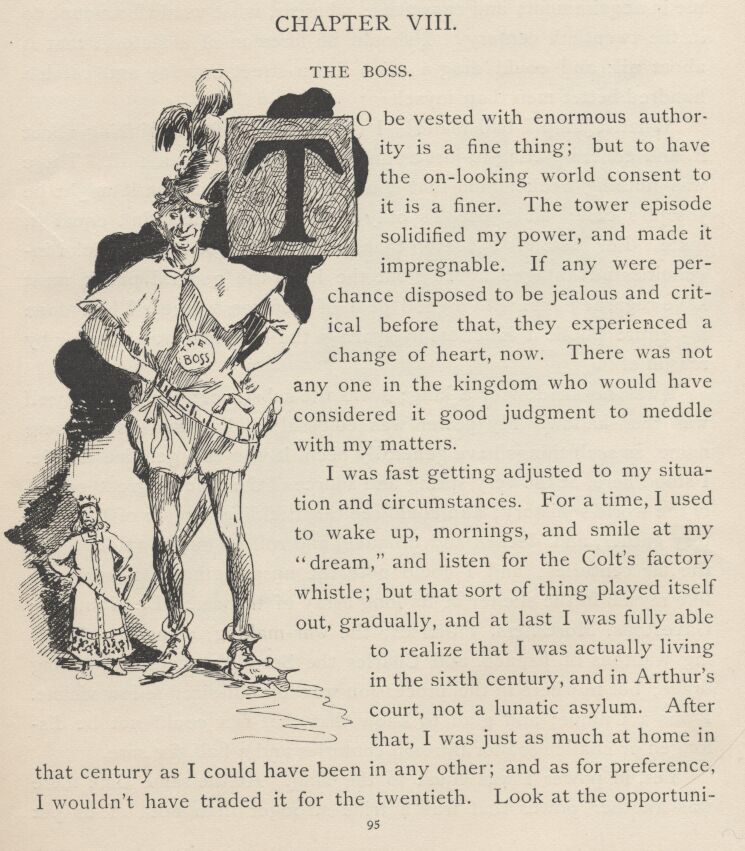 CHAPTER VIII.
THE BOSS.
TO be vested with enormous author-
ity is a fine thing; but to have
the on-looking world consent to
it is a finer. The tower episode
solidified my power, and made it
impregnable. If any were per-
chance disposed to be jealous and crit-
ical before that, they experienced a
change of heart, now. There was not
any one in the kingdom who would have
considered it good judgment to meddle
with my matters.
I was fast getting adjusted to my situa-
tion and circumstances. For a time, I used
to wake up, mornings, and smile at my
“dream,” and listen for the Colt’s factory
whistle; but that sort of thing played itself
out, gradually, and at last I was fully able
to realize that I was actually living
in the sixth century, and in Arthur’s
court, not a lunatic asylum. After
that, I was just as much at home in
that century as I could have been in any other; and as for preference,
I wouldn’t have traded it for the twentieth. Look at the opportuni-
95
THE
BOSS